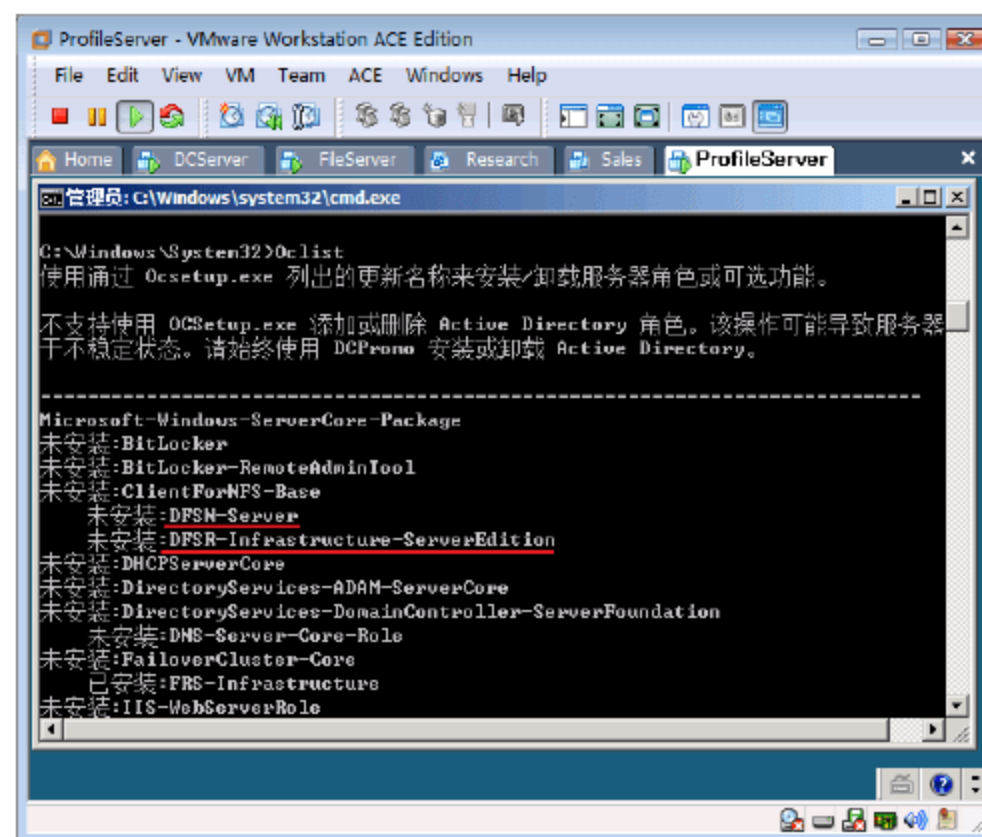 ProfileServer - VMware Workstation ACE Edition
File Edit View VM Team ACE Windows Help
Home DCServer FileServer Research Sales ProfileServer
管理员: C:\Windows\system32\cmd.exe
C:\Windows\System32>Oclist
使用通过 Ocsetup.exe 列出的更新名称来安装/卸载服务器角色或可选功能。
不支持使用 OCSetup.exe 添加或删除 Active Directory 角色。该操作可能导致服务器
于不稳定状态。请始终使用 DCPromo 安装或卸载 Active Directory。
---------------------------------------------------------------------------
Microsoft-Windows-ServerCore-Package
未安装:BitLocker
未安装:BitLocker-RemoteAdminTool
未安装:ClientForNFS-Base
未安装:DFSN-Server
未安装:DFSR-Infrastructure-ServerEdition
未安装:DHCPServerCore
未安装:DirectoryServices-ADAM-ServerCore
未安装:DirectoryServices-DomainController-ServerFoundation
未安装:DNS-Server-Core-Role
未安装:FailoverCluster-Core
已安装:FRS-Infrastructure
未安装:IIS-WebServerRole